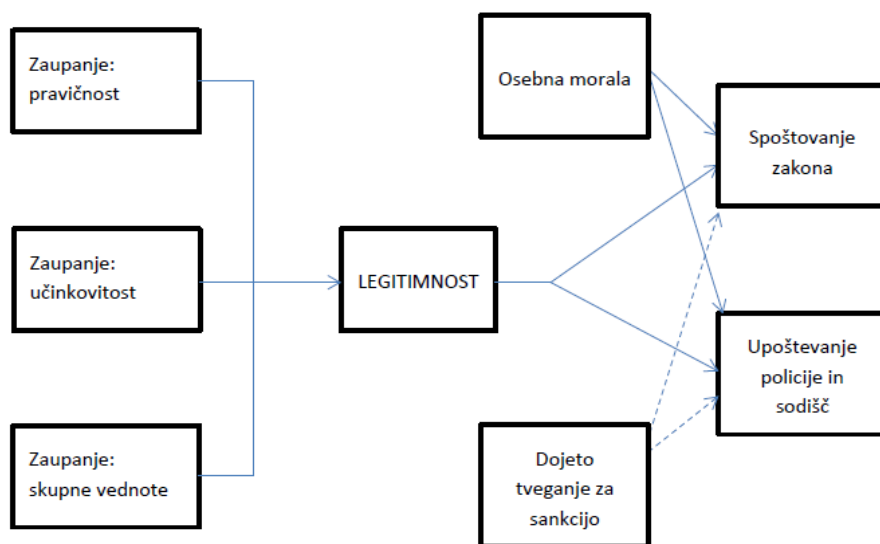 Zaupanje:
pravičnost
Zaupanje:
učinkovitost
Zaupanje:
skupne vednote
LEGITIMNOST
Osebna morala
Dojeto
tveganje za
sankcijo
Spoštovanje
zakona
Upoštevanje
policije in
sodišč